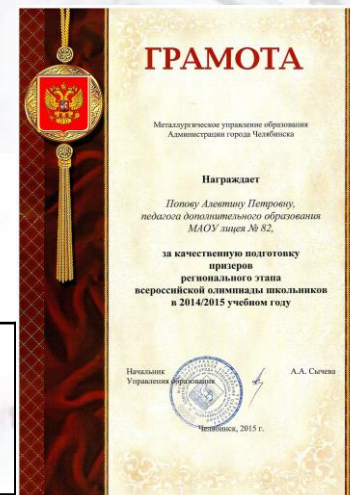 ГРАМОТА
Металлургическое управление образования
Администрации города Челябинска
Награждает
Попову Алевтину Петровну,
педагога дополнительного образования
МАОУ лицея № 82,
за качественную подготовку
призеров
регионального этапа
всероссийской олимпиады школьников
в 2014/2015 учебном году
Начальник
Управления образования
А.А. Сычева
Челябинск, 2015 г.